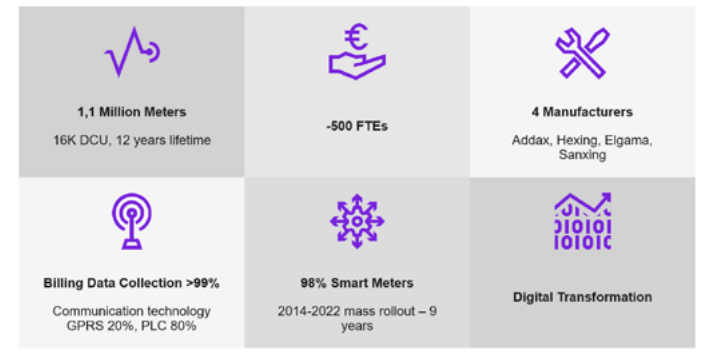 1,1 Million Meters
16K DCU, 12 years lifetime
-500 FTEs
4 Manufacturers
Addax, Hexing, Elgama,
Sanxing
Billing Data Collection >99%
Communication technology
GPRS 20%, PLC 80%
98% Smart Meters
2014-2022 mass rollout – 9
years
Digital Transformation